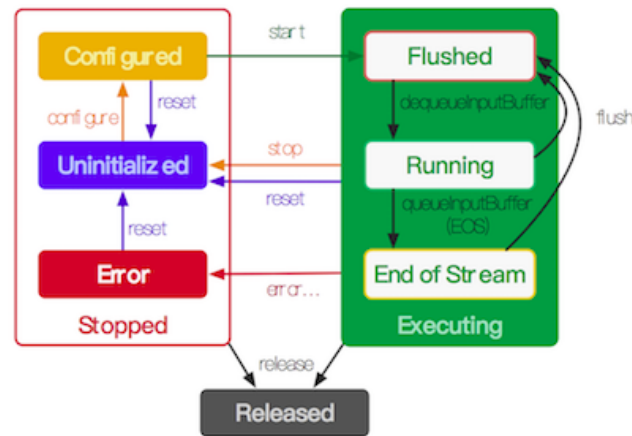 Configured
start
Flushed
reset
configure
dequeueInputBuffer
flush
Uninitialized
stop
Running
reset
reset
queueInputBuffer
(EOS)
Error
error...
End of Stream
Stopped
Executing
release
Released